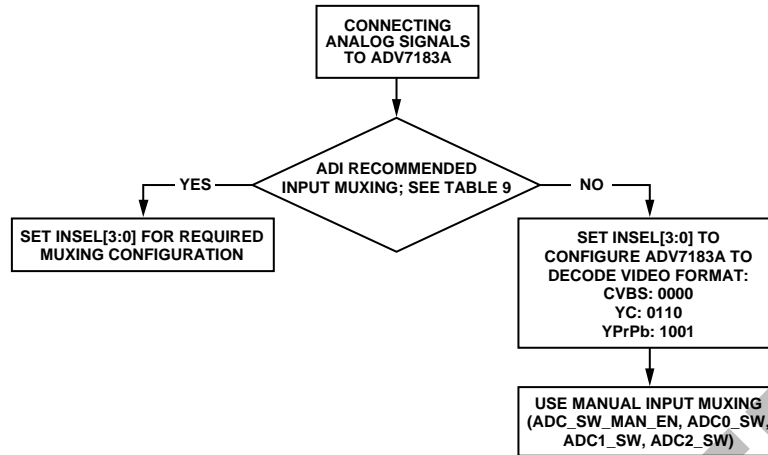 CONNECTING
ANALOG SIGNALS
TO ADV7183A
ADI RECOMMENDED
INPUT MUXING; SEE TABLE 9
YES
NO
SET INSEL[3:0] FOR REQUIRED
MUXING CONFIGURATION
SET INSEL[3:0] TO
CONFIGURE ADV7183A TO
DECODE VIDEO FORMAT:
CVBS: 0000
YC: 0110
YPrPb: 1001
USE MANUAL INPUT MUXING
(ADC_SW_MAN_EN, ADC0_SW,
ADC1_SW, ADC2_SW)